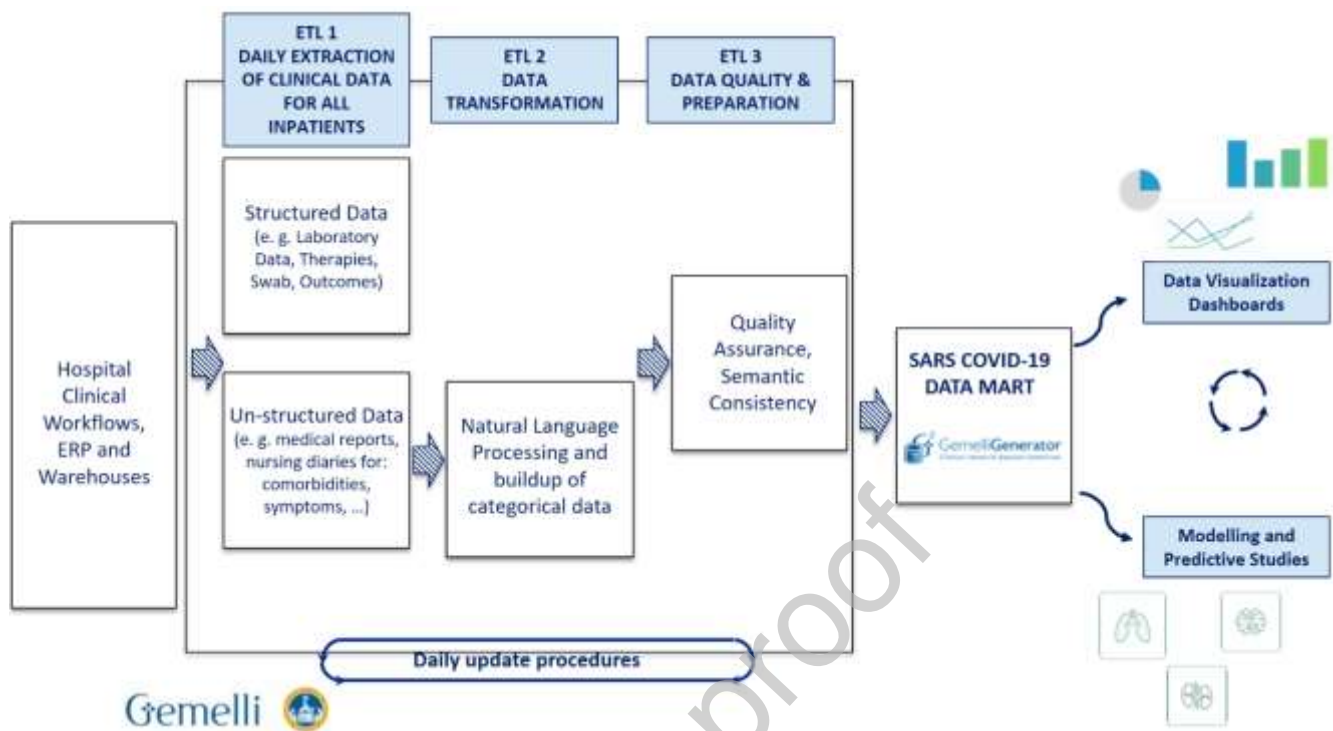 ETL 1
DAILY EXTRACTION
OF CLINICAL DATA
FOR ALL
INPATIENTS
ETL 2
DATA
TRANSFORMATION
ETL 3
DATA QUALITY &
PREPARATION
Hospital
Clinical
Workflows,
ERP and
Warehouses
Structured Data
(e. g. Laboratory
Data, Therapies,
Swab, Outcomes)
Un-structured Data
(e. g. medical reports,
nursing diaries for:
comorbidities,
symptoms, ...)
Natural Language
Processing and
buildup of
categorical data
Quality
Assurance,
Semantic
Consistency
SARS COVID-19
DATA MART
GemelliGenerator
Data Visualization
Dashboards
Modelling and
Predictive Studies
Daily update procedures
Gemelli
proof